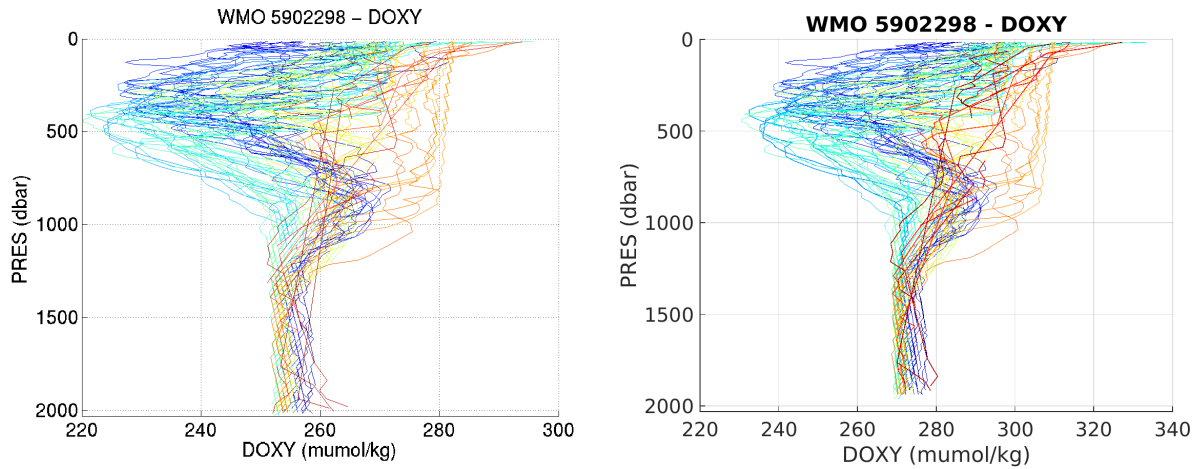 WMO 5902298 – DOXY
0
500
1000
1500
2000
PRES (dbar)
220 240 260 280 300
DOXY (mumol/kg)
WMO 5902298 - DOXY
0
500
1000
1500
2000
PRES (dbar)
220 240 260 280 300 320 340
DOXY (mumol/kg)